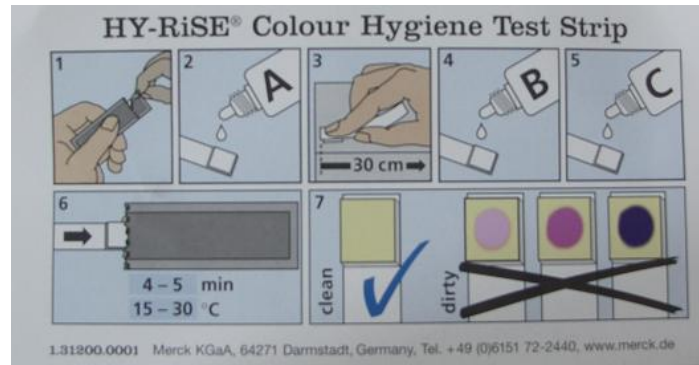 HY-RiSE® Colour Hygiene Test Strip
1
2
A
3
30 cm
4
B
5
C
6
4 – 5 min
15 – 30 °C
7
clean
dirty
1.31200.0001 Merck KGaA, 64271 Darmstadt, Germany, Tel. +49 (0)6151 72-2440, www.merck.de